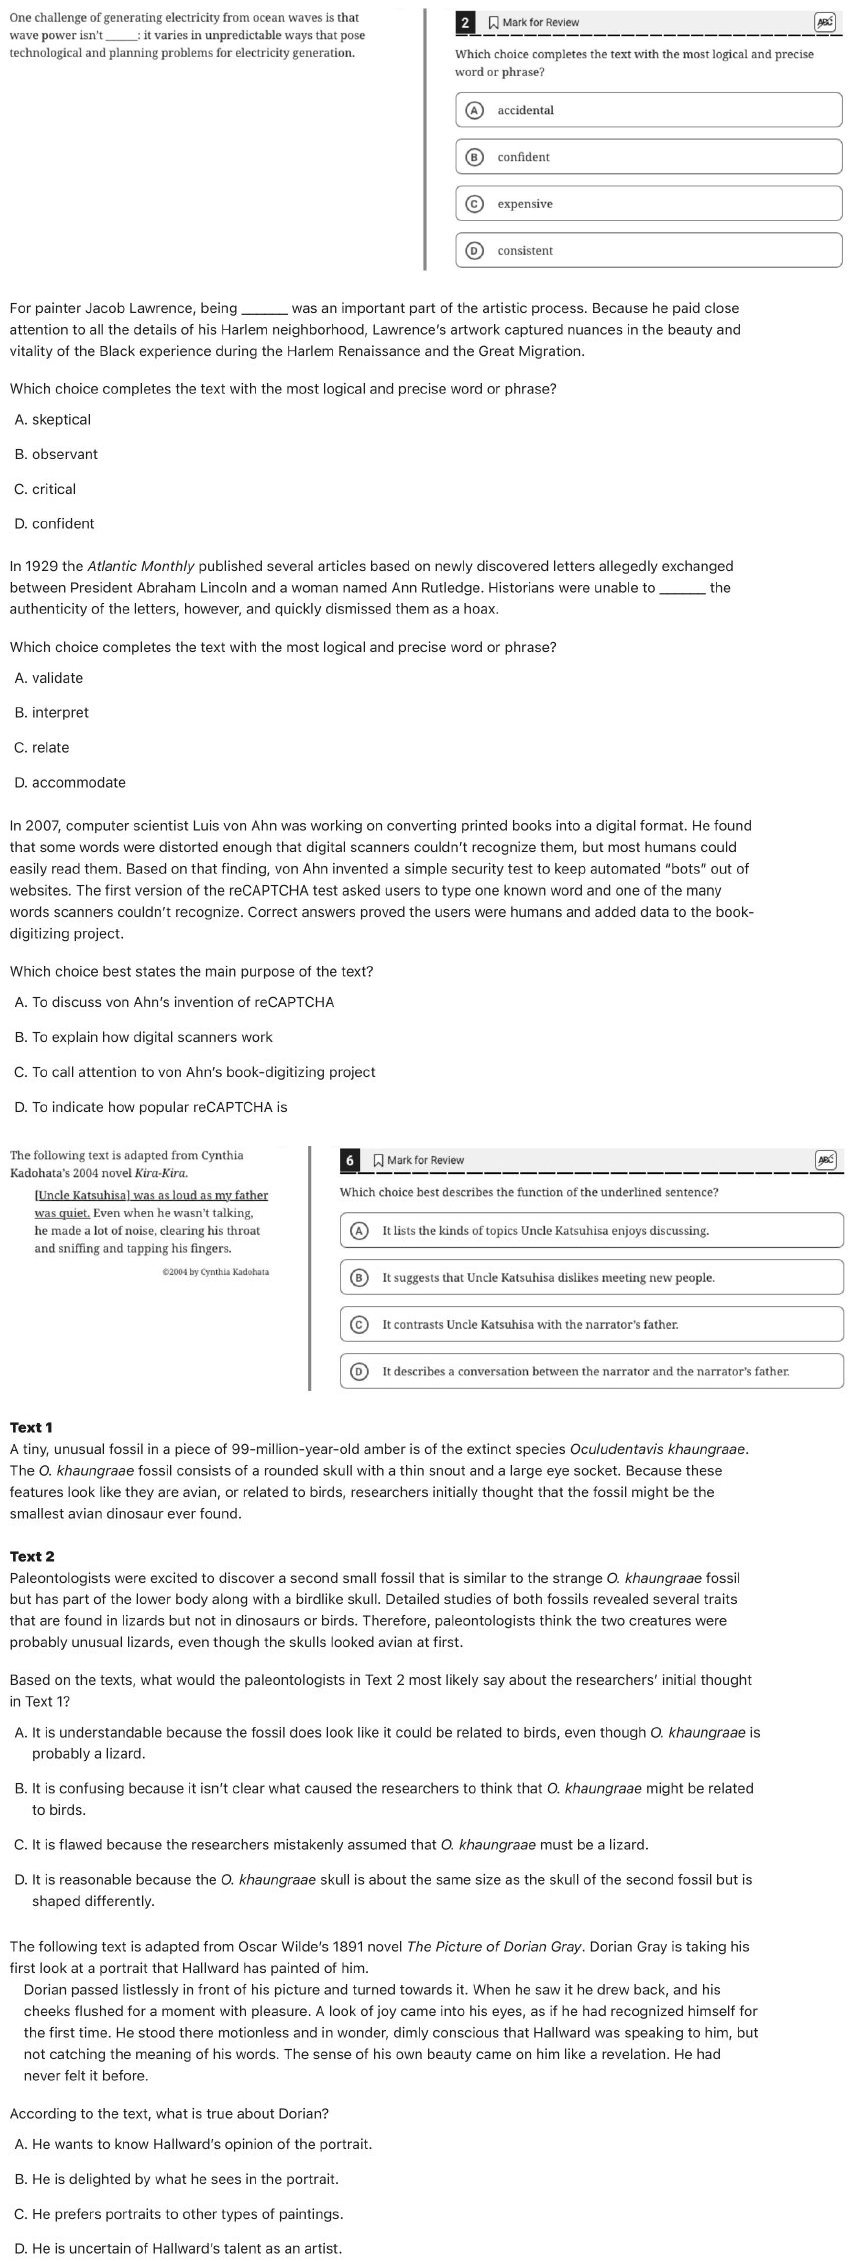 One challenge of generating electricity from ocean waves is that
wave power isn't ______: it varies in unpredictable ways that pose
technological and planning problems for electricity generation.
2 Mark for Review ABC
Which choice completes the text with the most logical and precise
word or phrase?
A accidental
B confident
C expensive
D consistent
For painter Jacob Lawrence, being ______ was an important part of the artistic process. Because he paid close
attention to all the details of his Harlem neighborhood, Lawrence's artwork captured nuances in the beauty and
vitality of the Black experience during the Harlem Renaissance and the Great Migration.
Which choice completes the text with the most logical and precise word or phrase?
A. skeptical
B. observant
C. critical
D. confident
In 1929 the Atlantic Monthly published several articles based on newly discovered letters allegedly exchanged
between President Abraham Lincoln and a woman named Ann Rutledge. Historians were unable to ______ the
authenticity of the letters, however, and quickly dismissed them as a hoax.
Which choice completes the text with the most logical and precise word or phrase?
A. validate
B. interpret
C. relate
D. accommodate
In 2007, computer scientist Luis von Ahn was working on converting printed books into a digital format. He found
that some words were distorted enough that digital scanners couldn't recognize them, but most humans could
easily read them. Based on that finding, von Ahn invented a simple security test to keep automated "bots" out of
websites. The first version of the reCAPTCHA test asked users to type one known word and one of the many
words scanners couldn't recognize. Correct answers proved the users were humans and added data to the book-
digitizing project.
Which choice best states the main purpose of the text?
A. To discuss von Ahn's invention of reCAPTCHA
B. To explain how digital scanners work
C. To call attention to von Ahn's book-digitizing project
D. To indicate how popular reCAPTCHA is
The following text is adapted from Cynthia
Kadohata's 2004 novel Kira-Kira.
[Uncle Katsuhisa] was as loud as my father
was quiet. Even when he wasn't talking,
he made a lot of noise, clearing his throat
and sniffing and tapping his fingers.
©2004 by Cynthia Kadohata
6 Mark for Review ABC
Which choice best describes the function of the underlined sentence?
A It lists the kinds of topics Uncle Katsuhisa enjoys discussing.
B It suggests that Uncle Katsuhisa dislikes meeting new people.
C It contrasts Uncle Katsuhisa with the narrator's father.
D It describes a conversation between the narrator and the narrator's father.
Text 1
A tiny, unusual fossil in a piece of 99-million-year-old amber is of the extinct species Oculudentavis khaungraae.
The O. khaungraae fossil consists of a rounded skull with a thin snout and a large eye socket. Because these
features look like they are avian, or related to birds, researchers initially thought that the fossil might be the
smallest avian dinosaur ever found.
Text 2
Paleontologists were excited to discover a second small fossil that is similar to the strange O. khaungraae fossil
but has part of the lower body along with a birdlike skull. Detailed studies of both fossils revealed several traits
that are found in lizards but not in dinosaurs or birds. Therefore, paleontologists think the two creatures were
probably unusual lizards, even though the skulls looked avian at first.
Based on the texts, what would the paleontologists in Text 2 most likely say about the researchers' initial thought
in Text 1?
A. It is understandable because the fossil does look like it could be related to birds, even though O. khaungraae is
probably a lizard.
B. It is confusing because it isn't clear what caused the researchers to think that O. khaungraae might be related
to birds.
C. It is flawed because the researchers mistakenly assumed that O. khaungraae must be a lizard.
D. It is reasonable because the O. khaungraae skull is about the same size as the skull of the second fossil but is
shaped differently.
The following text is adapted from Oscar Wilde's 1891 novel The Picture of Dorian Gray. Dorian Gray is taking his
first look at a portrait that Hallward has painted of him.
Dorian passed listlessly in front of his picture and turned towards it. When he saw it he drew back, and his
cheeks flushed for a moment with pleasure. A look of joy came into his eyes, as if he had recognized himself for
the first time. He stood there motionless and in wonder, dimly conscious that Hallward was speaking to him, but
not catching the meaning of his words. The sense of his own beauty came on him like a revelation. He had
never felt it before.
According to the text, what is true about Dorian?
A. He wants to know Hallward's opinion of the portrait.
B. He is delighted by what he sees in the portrait.
C. He prefers portraits to other types of paintings.
D. He is uncertain of Hallward's talent as an artist.